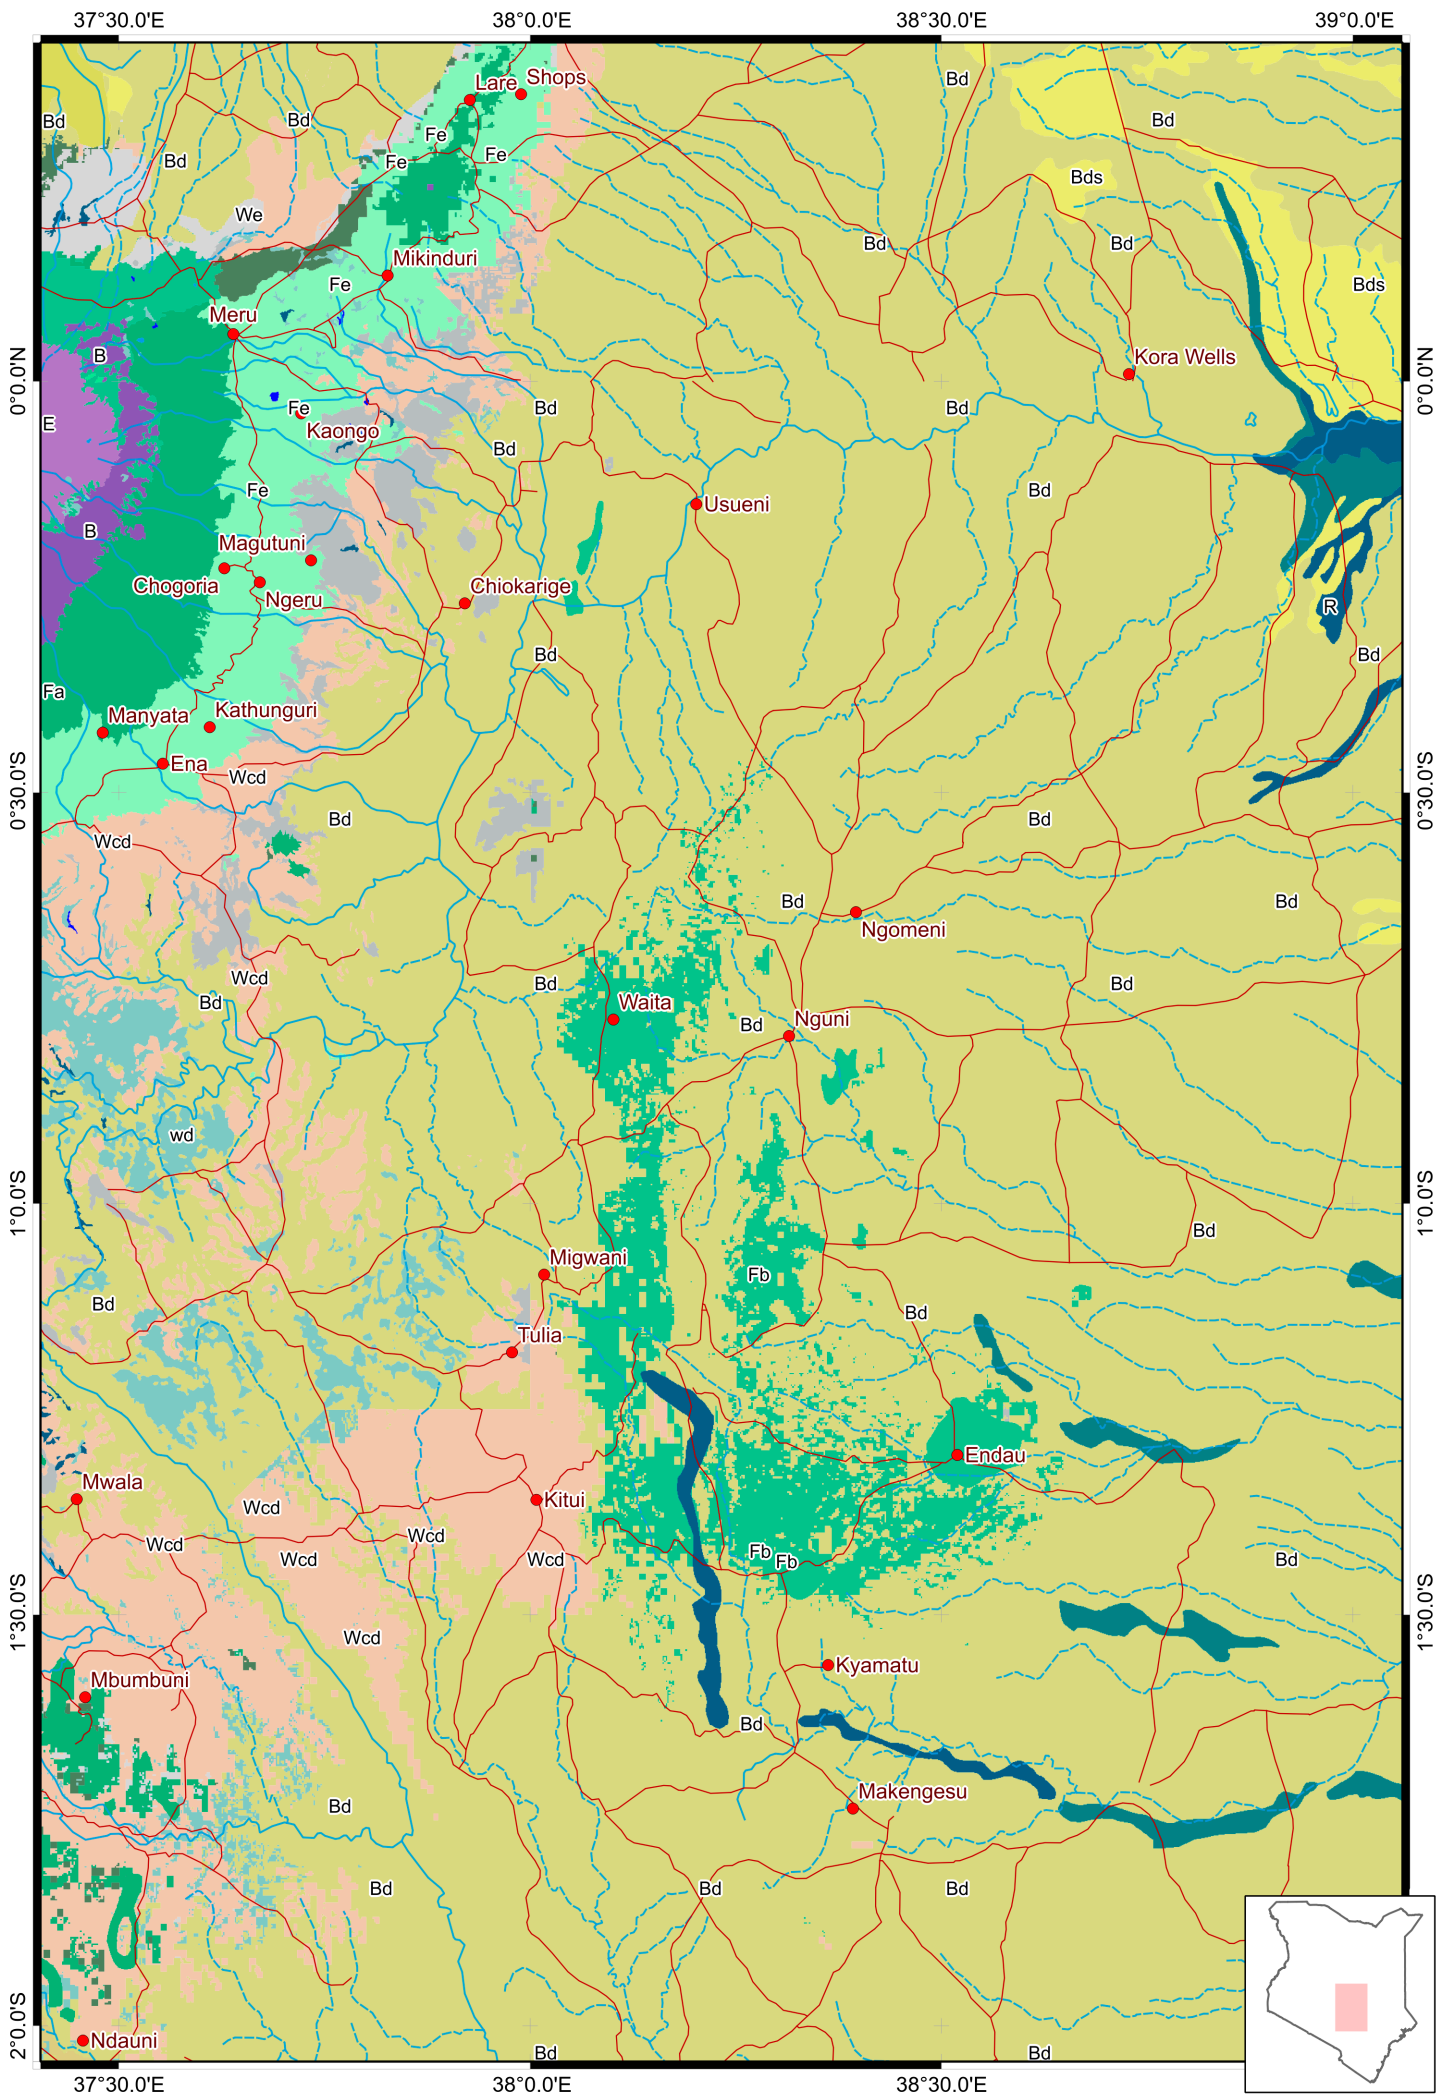 37°30.0'E 38°0.0'E 38°30.0'E 39°0.0'E
Lare Shops
Bd
Bd
Bd
Bd
Bd
Fe
Fe
Fe
Bd
Bds
We
Bd
Bd
Mikinduri
Fe
Bds
Meru
B
Kora Wells
0°0.0'N
0°0.0'N
Fe
Bd
Bd
E
Kaongo
Bd
Fe
Bd
Usueni
B
Magutuni
Chogoria
Chiokarige
Ngeru
R
Bd
Bd
Fa
Manyata
Kathunguri
Ena
Wcd
0°30.0'S
0°30.0'S
Bd
Bd
Wcd
Bd
Bd
Ngomeni
Wcd
Bd
Bd
Bd
Waita
Nguni
Bd
wd
1°0.0'S
1°0.0'S
Bd
Migwani
Fb
Bd
Bd
Tulia
Endau
Mwala
Kitui
Wcd
Wcd
Wcd
Wcd
Wcd
Fb
Fb
Bd
1°30.0'S
1°30.0'S
Wcd
Kyamatu
Mbumbuni
Bd
Makengesu
Bd
Bd
Bd
Bd
2°0.0'S
Ndauni
Bd
Bd
37°30.0'E 38°0.0'E 38°30.0'E